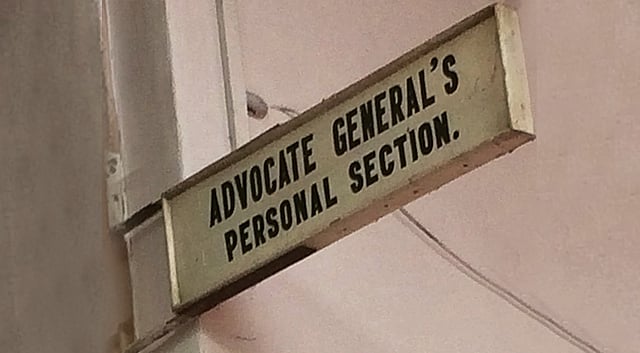 ADVOCATE GENERAL'S
PERSONAL SECTION.